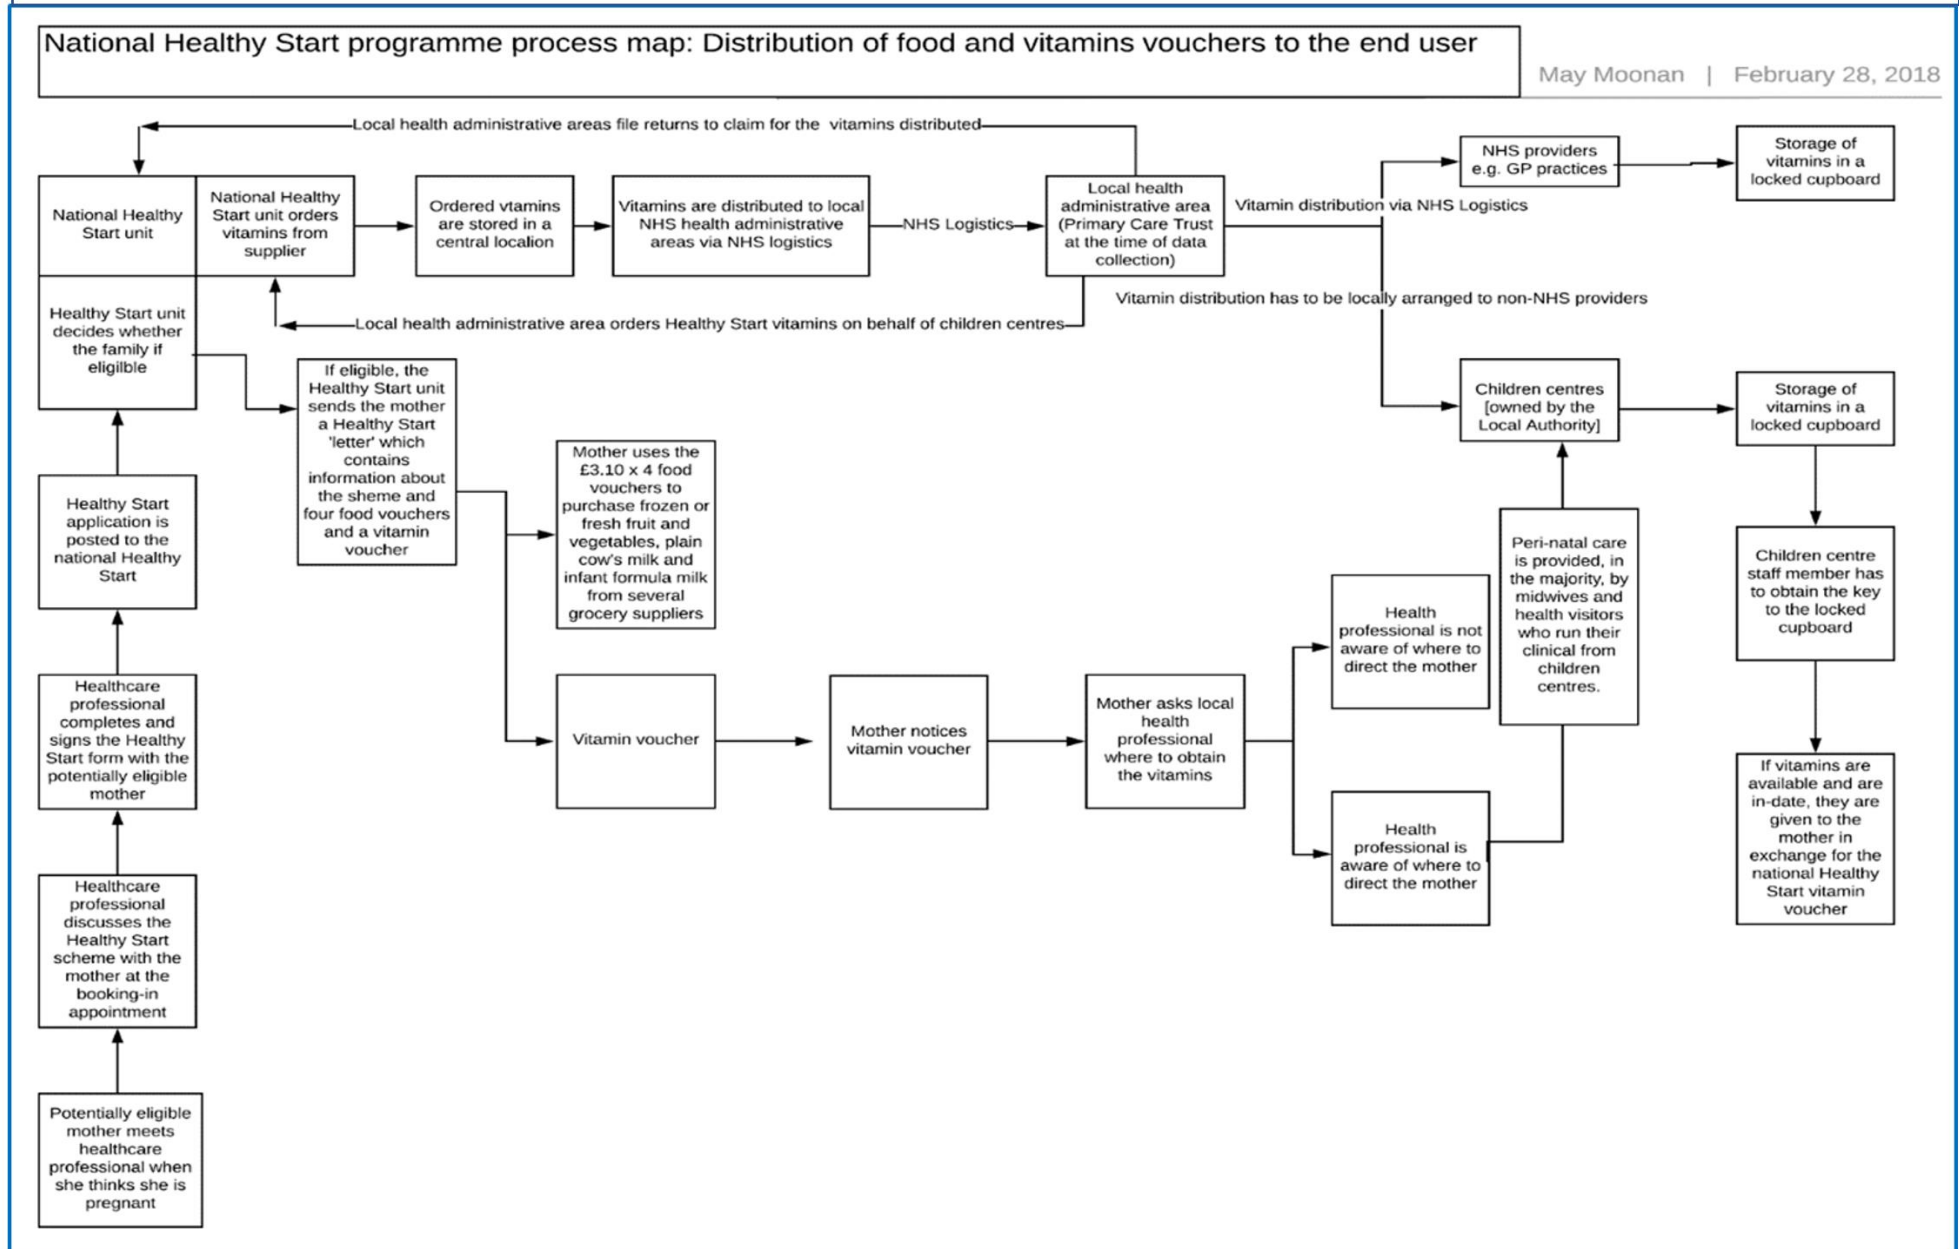 National Healthy Start programme process map: Distribution of food and vitamins vouchers to the end user
May Moonan | February 28, 2018
Local health administrative areas file returns to claim for the vitamins distributed
National Healthy
Start unit
National Healthy
Start unit orders
vitamins from
supplier
Ordered vtamins
are stored in a
central localion
Vitamins are distributed to local
NHS health administrative
areas via NHS logistics
NHS Logistics
Local health
administrative area
(Primary Care Trust
at the time of data
collection)
Vitamin distribution via NHS Logistics
NHS providers
e.g. GP practices
Storage of
vitamins in a
locked cupboard
Vitamin distribution has to be locally arranged to non-NHS providers
Local health administrative area orders Healthy Start vitamins on behalf of children centres
Healthy Start unit
decides whether
the family if
eligilble
If eligible, the
Healthy Start unit
sends the mother
a Healthy Start
'letter' which
contains
information about
the sheme and
four food vouchers
and a vitamin
voucher
Children centres
[owned by the
Local Authority]
Storage of
vitamins in a
locked cupboard
Mother uses the
£3.10 x 4 food
vouchers to
purchase frozen or
fresh fruit and
vegetables, plain
cow's milk and
infant formula milk
from several
grocery suppliers
Healthy Start
application is
posted to the
national Healthy
Start
Peri-natal care
is provided, in
the majority, by
midwives and
health visitors
who run their
clinical from
children
centres.
Children centre
staff member has
to obtain the key
to the locked
cupboard
Health
professional is not
aware of where to
direct the mother
Healthcare
professional
completes and
signs the Healthy
Start form with the
potentially eligible
mother
Vitamin voucher
Mother notices
vitamin voucher
Mother asks local
health
professional
where to obtain
the vitamins
Health
professional is
aware of where to
direct the mother
If vitamins are
available and are
in-date, they are
given to the
mother in
exchange for the
national Healthy
Start vitamin
voucher
Healthcare
professional
discusses the
Healthy Start
scheme with the
mother at the
booking-in
appointment
Potentially eligible
mother meets
healthcare
professional when
she thinks she is
pregnant